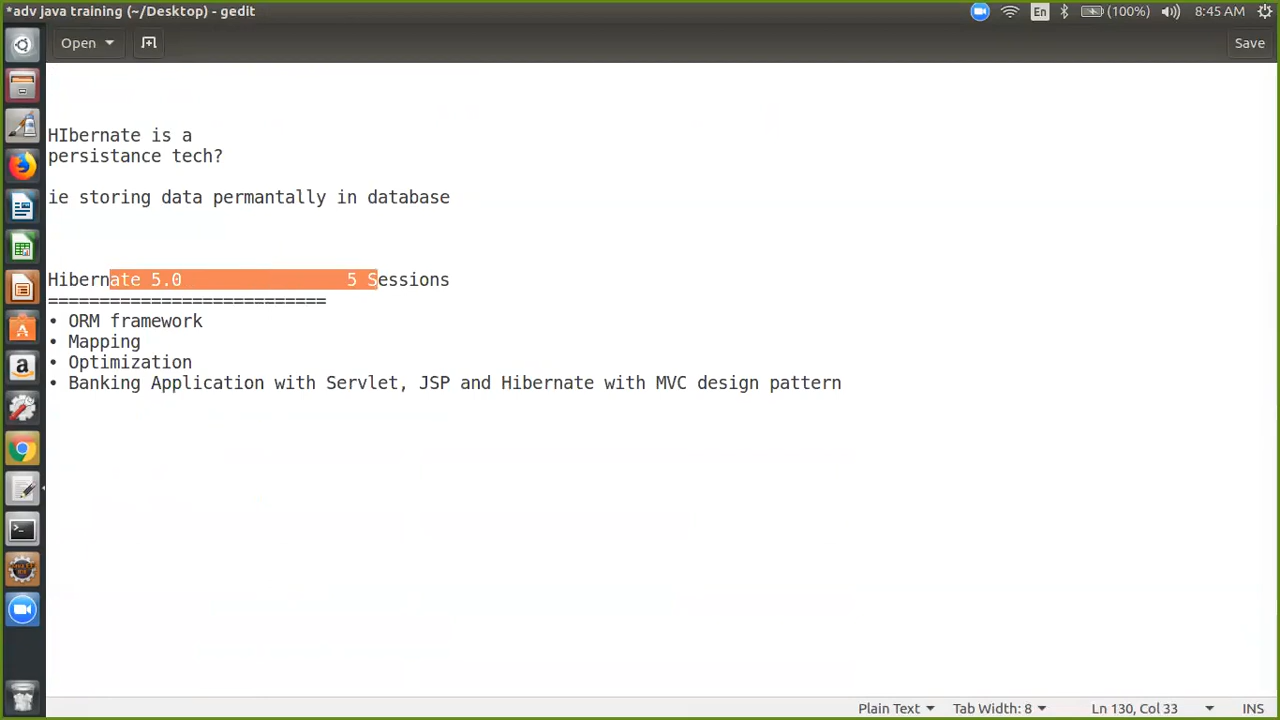 *adv java training (~/Desktop) - gedit
En
(100%)
8:45 AM
Open
Save
HIbernate is a
persistance tech?
ie storing data permantally in database
Hibernate 5.0 5 Sessions
===========================
• ORM framework
• Mapping
• Optimization
• Banking Application with Servlet, JSP and Hibernate with MVC design pattern
Plain Text
Tab Width: 8
Ln 130, Col 33
INS